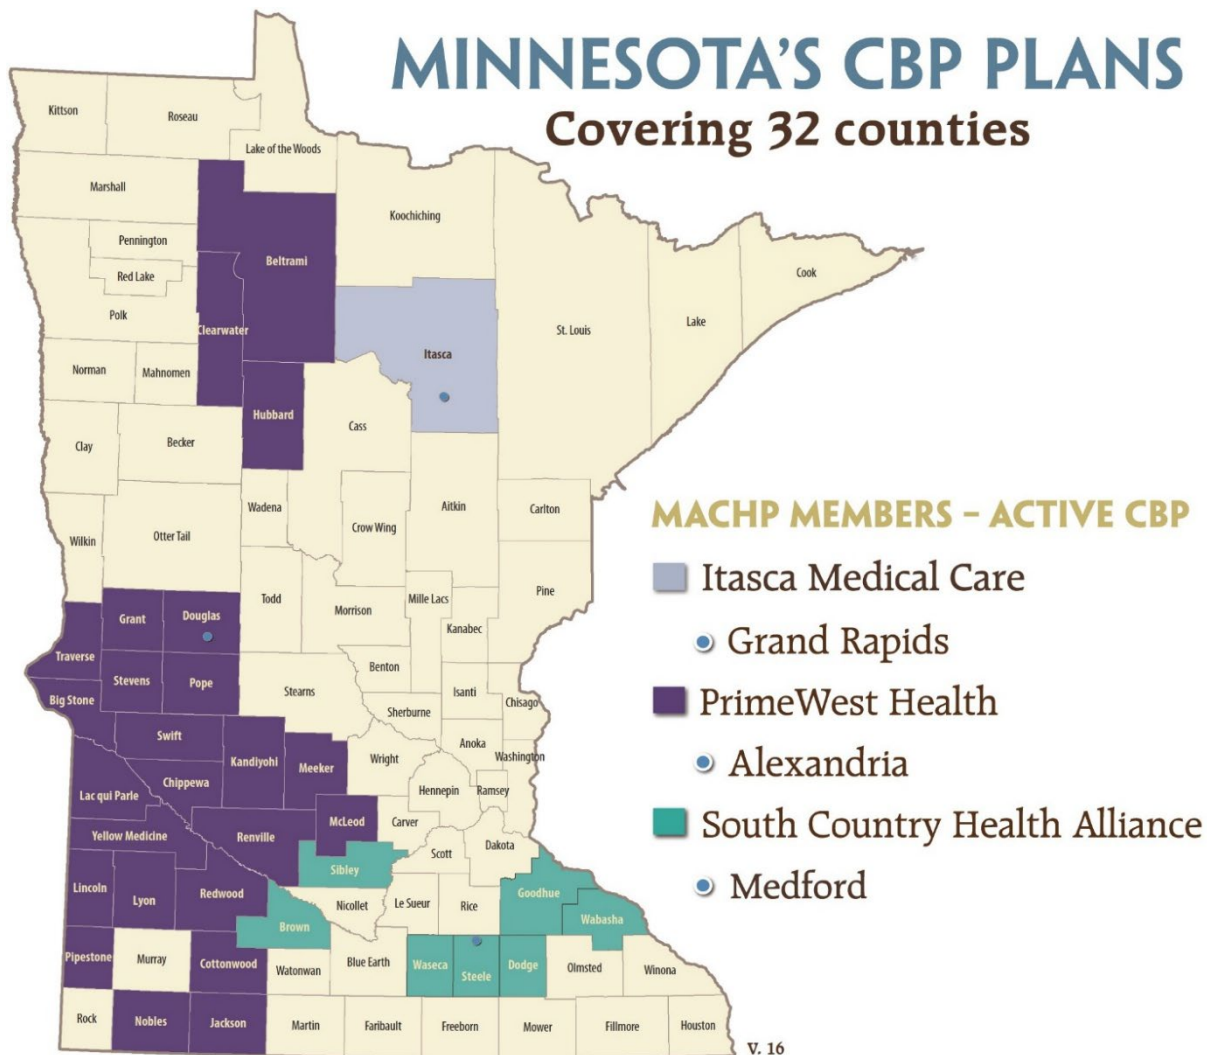 MINNESOTA'S CBP PLANS
Covering 32 counties
Kittson
Roseau
Lake of the Woods
Marshall
Koochiching
Pennington
Beltrami
Red Lake
Cook
Polk
Clearwater
St. Louis
Lake
Itasca
Norman
Mahnomen
Hubbard
Cass
Clay
Becker
Wadena
Aitkin
Carlton
Crow Wing
Wilkin
Otter Tail
MACHP MEMBERS – ACTIVE CBP
Itasca Medical Care
Grand Rapids
PrimeWest Health
Alexandria
South Country Health Alliance
Medford
Pine
Todd
Mille Lacs
Morrison
Grant
Douglas
Kanabec
Traverse
Benton
Stevens
Pope
Stearns
Isanti
Chisago
Big Stone
Sherburne
Swift
Anoka
Washington
Kandiyohi
Meeker
Wright
Chippewa
Hennepin
Ramsey
Lac qui Parle
McLeod
Carver
Yellow Medicine
Renville
Scott
Dakota
Sibley
Lincoln
Lyon
Redwood
Nicollet
Le Sueur
Rice
Goodhue
Wabasha
Brown
Pipestone
Murray
Cottonwood
Watonwan
Blue Earth
Waseca
Steele
Dodge
Olmsted
Winona
Rock
Nobles
Jackson
Martin
Faribault
Freeborn
Mower
Fillmore
Houston
V. 16